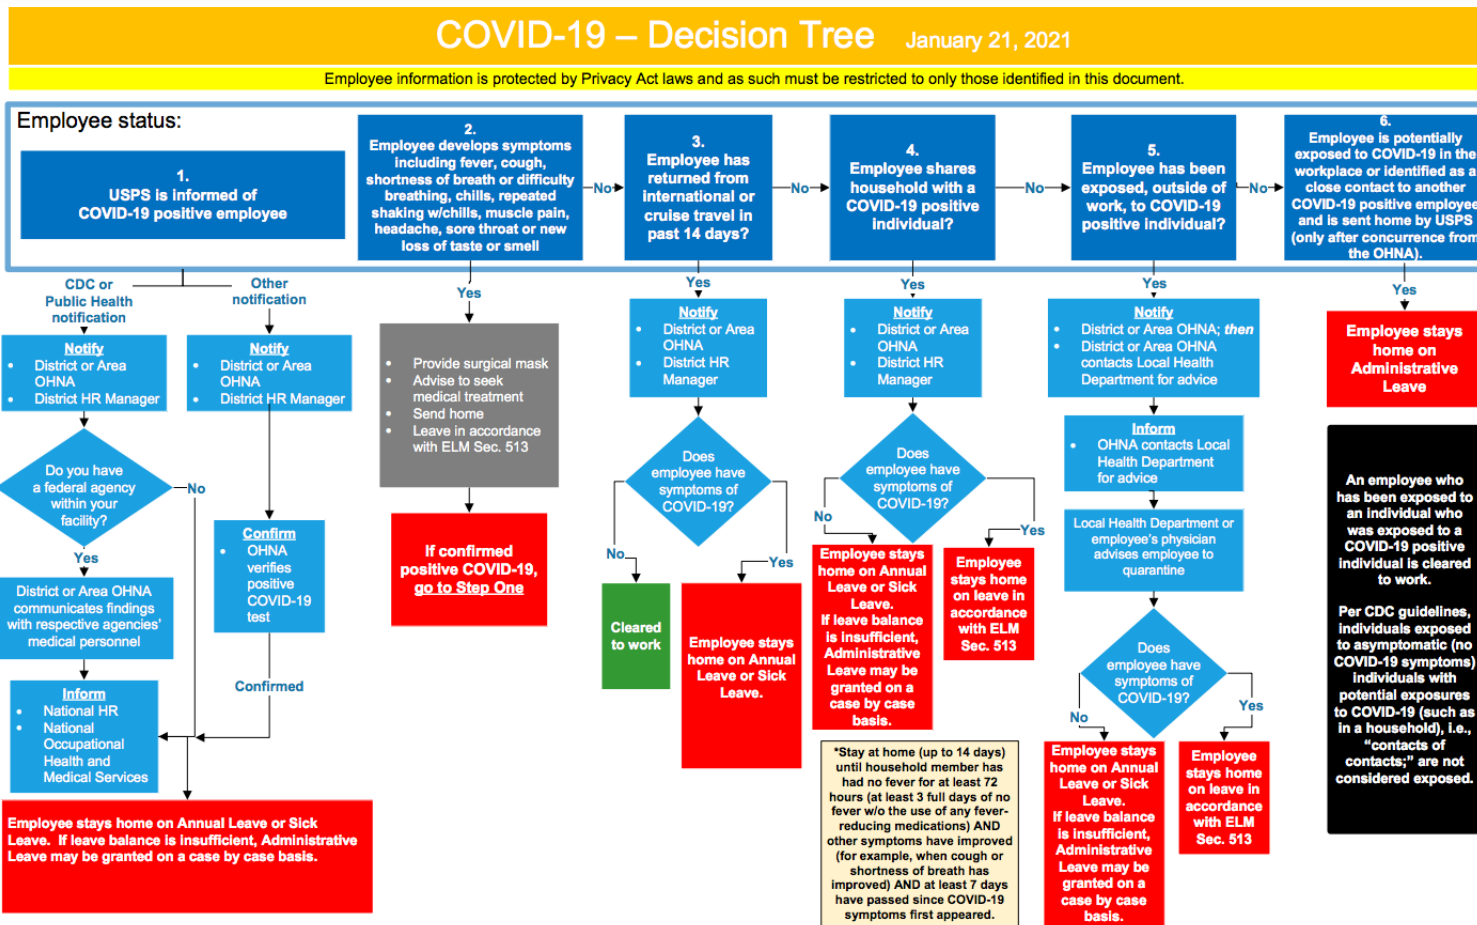 COVID-19 – Decision Tree January 21, 2021
Employee information is protected by Privacy Act laws and as such must be restricted to only those identified in this document.
Employee status:
1.
USPS is informed of
COVID-19 positive employee
2.
Employee develops symptoms
including fever, cough,
shortness of breath or difficulty
breathing, chills, repeated
shaking w/chills, muscle pain,
headache, sore throat or new
loss of taste or smell
No
3.
Employee has
returned from
international or
cruise travel in
past 14 days?
No
4.
Employee shares
household with a
COVID-19 positive
individual?
No
5.
Employee has been
exposed, outside of
work, to COVID-19
positive individual?
No
6.
Employee is potentially
exposed to COVID-19 in the
workplace or identified as a
close contact to another
COVID-19 positive employee
and is sent home by USPS
(only after concurrence from
the OHNA).
CDC or
Public Health
notification
Notify
• District or Area
OHNA
• District HR Manager
Do you have
a federal agency
within your
facility?
No
Yes
District or Area OHNA
communicates findings
with respective agencies’
medical personnel
Inform
• National HR
• National
Occupational
Health and
Medical Services
Other
notification
Notify
• District or Area
OHNA
• District HR Manager
Confirm
• OHNA
verifies
positive
COVID-19
test
Confirmed
Employee stays home on Annual Leave or Sick
Leave. If leave balance is insufficient, Administrative
Leave may be granted on a case by case basis.
Yes
• Provide surgical mask
• Advise to seek
medical treatment
• Send home
• Leave in accordance
with ELM Sec. 513
If confirmed
positive COVID-19,
go to Step One
Yes
Notify
• District or Area
OHNA
• District HR
Manager
Does
employee have
symptoms of
COVID-19?
No
Cleared
to work
Yes
Employee stays
home on Annual
Leave or Sick
Leave.
Yes
Notify
• District or Area
OHNA
• District HR
Manager
Does
employee have
symptoms of
COVID-19?
No
Employee stays
home on Annual
Leave or Sick
Leave.
If leave balance
is insufficient,
Administrative
Leave may be
granted on a
case by case
basis.
Yes
Employee
stays home
on leave in
accordance
with ELM
Sec. 513
*Stay at home (up to 14 days)
until household member has
had no fever for at least 72
hours (at least 3 full days of no
fever w/o the use of any fever-
reducing medications) AND
other symptoms have improved
(for example, when cough or
shortness of breath has
improved) AND at least 7 days
have passed since COVID-19
symptoms first appeared.
Yes
Notify
• District or Area OHNA; then
• District or Area OHNA
contacts Local Health
Department for advice
Inform
• OHNA contacts Local
Health Department
for advice
Local Health Department or
employee’s physician
advises employee to
quarantine
Does
employee have
symptoms of
COVID-19?
No
Employee stays
home on Annual
Leave or Sick
Leave.
If leave balance
is insufficient,
Administrative
Leave may be
granted on a
case by case
basis.
Yes
Employee
stays home
on leave in
accordance
with ELM
Sec. 513
Yes
Employee stays
home on
Administrative
Leave
An employee who
has been exposed to
an individual who
was exposed to a
COVID-19 positive
individual is cleared
to work.
Per CDC guidelines,
individuals exposed
to asymptomatic (no
COVID-19 symptoms)
individuals with
potential exposures
to COVID-19 (such as
in a household), i.e.,
“contacts of
contacts;” are not
considered exposed.